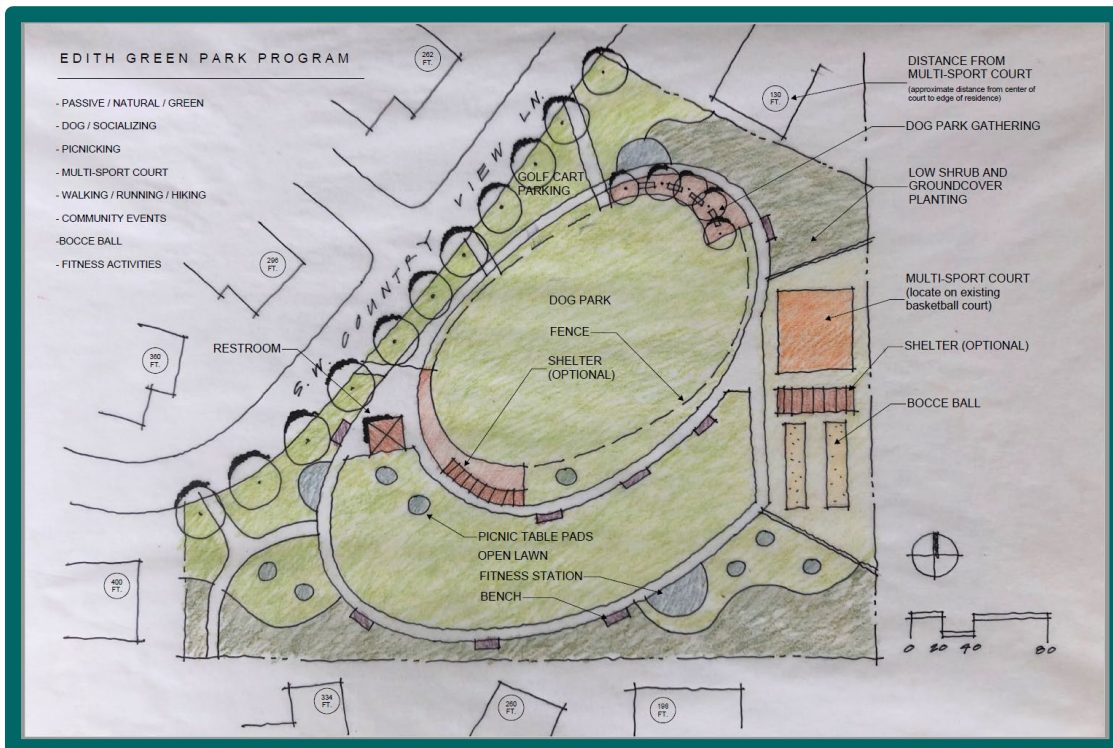 EDITH GREEN PARK PROGRAM
- PASSIVE / NATURAL / GREEN
- DOG / SOCIALIZING
- PICNICKING
- MULTI-SPORT COURT
- WALKING / RUNNING / HIKING
- COMMUNITY EVENTS
-BOCCE BALL
- FITNESS ACTIVITIES
262
FT.
130
FT.
DISTANCE FROM
MULTI-SPORT COURT
(approximate distance from center of
court to edge of residence)
DOG PARK GATHERING
LOW SHRUB AND
GROUNDCOVER
PLANTING
GOLF CART
PARKING
S.W. COUNTRY VIEW LN.
296
FT.
360
FT.
DOG PARK
FENCE
RESTROOM
SHELTER
(OPTIONAL)
MULTI-SPORT COURT
(locate on existing
basketball court)
SHELTER (OPTIONAL)
BOCCE BALL
PICNIC TABLE PADS
OPEN LAWN
FITNESS STATION
BENCH
400
FT.
334
FT.
260
FT.
198
FT.
0 20 40 80